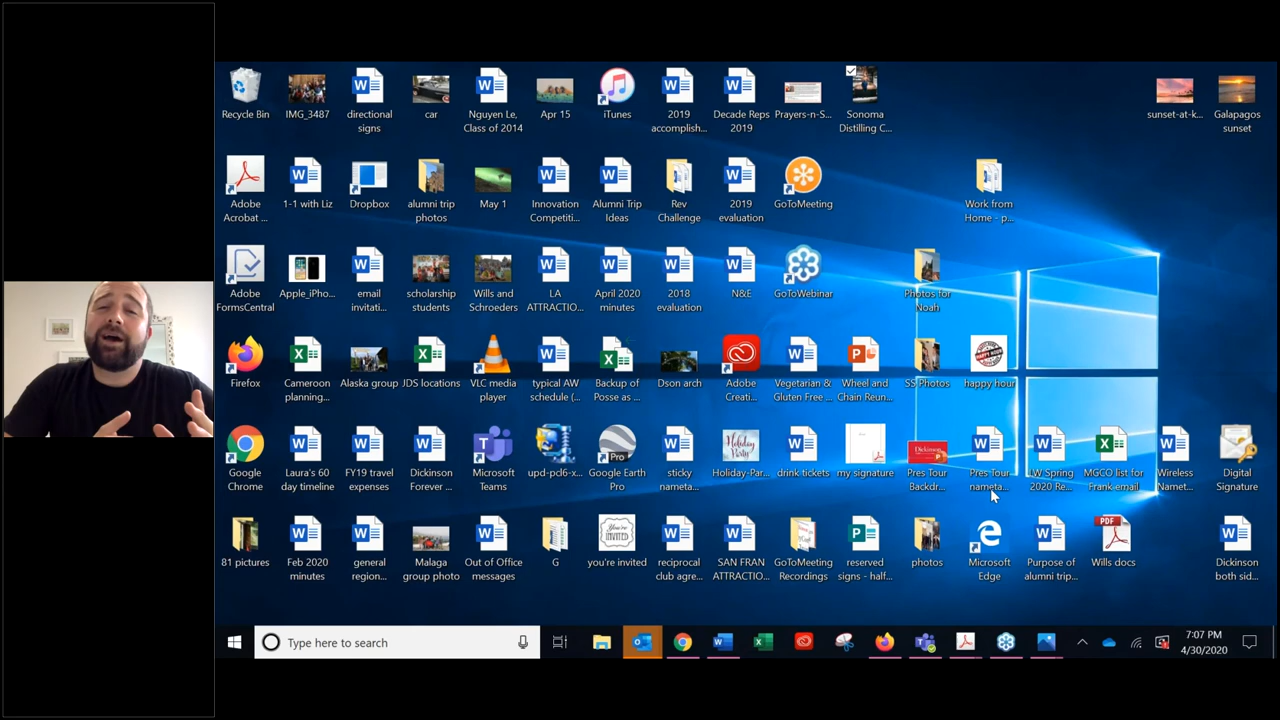 Recycle Bin
IMG_3487
directional
signs
car
Nguyen Le,
Class of 2014
Apr 15
iTunes
2019
accomplish...
Decade Reps
2019
Prayers-n-S...
Sonoma
Distilling C...
sunset-at-k...
Galapagos
sunset
Adobe
Acrobat ...
1-1 with Liz
Dropbox
alumni trip
photos
May 1
Innovation
Competiti...
Alumni Trip
Ideas
Rev
Challenge
2019
evaluation
GoToMeeting
Work from
Home - p...
Adobe
FormsCentral
Apple_iPho...
email
invitati...
scholarship
students
Wills and
Schroeders
LA
ATTRACTIO...
April 2020
minutes
2018
evaluation
N&E
GoToWebinar
Photos for
Noah
Firefox
Cameroon
planning...
Alaska group
JDS locations
VLC media
player
typical AW
schedule (...
Backup of
Posse as ...
Dson arch
Adobe
Creati...
Vegetarian &
Gluten Free ...
Wheel and
Chain Reun...
SS Photos
HAPPY HOUR
happy hour
Google
Chrome
Laura's 60
day timeline
FY19 travel
expenses
Dickinson
Forever ...
Microsoft
Teams
upd-pcl6-x...
Pro
Google Earth
Pro
sticky
nameta...
Holiday Party
Holiday-Par...
drink tickets
my signature
Dickinson
Pres Tour
Backdr...
Pres Tour
nameta...
LW Spring
2020 Re...
MGCO list for
Frank email
Wireless
Namet...
Digital
Signature
81 pictures
Feb 2020
minutes
general
region...
Malaga
group photo
Out of Office
messages
G
You're
INVITED
you're invited
reciprocal
club agre...
SAN FRAN
ATTRACTIO...
GoToMeeting
Recordings
reserved
signs - half...
photos
Microsoft
Edge
Purpose of
alumni trip...
PDF
Wills docs
Dickinson
both sid...
Type here to search
7:07 PM
4/30/2020